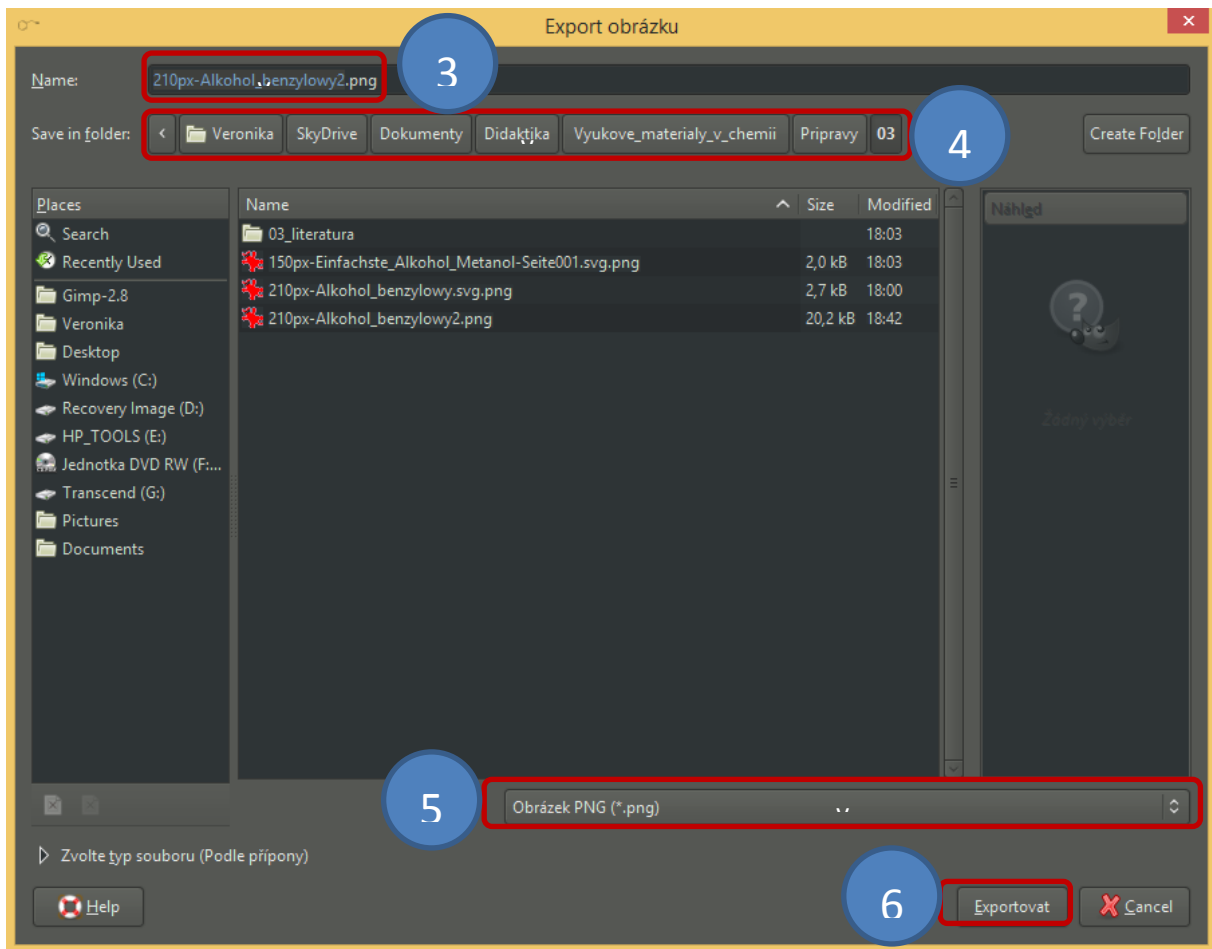 Export obrázku
Name: 210px-Alkohol_benzylowy2.png
3
Save in folder: < Veronika SkyDrive Dokumenty Didaktika Vyukove_materialy_v_chemii Pripravy 03
4
Create Folder
Places
Search
Recently Used
Gimp-2.8
Veronika
Desktop
Windows (C:)
Recovery Image (D:)
HP_TOOLS (E:)
Jednotka DVD RW (F:...
Transcend (G:)
Pictures
Documents
Name Size Modified
03_literatura 18:03
150px-Einfachste_Alkohol_Metanol-Seite001.svg.png 2,0 kB 18:03
210px-Alkohol_benzylowy.svg.png 2,7 kB 18:00
210px-Alkohol_benzylowy2.png 20,2 kB 18:42
Náhled
Žádný výběr
5
Obrázek PNG (*.png)
Zvolte typ souboru (Podle přípony)
Help
6
Exportovat
Cancel